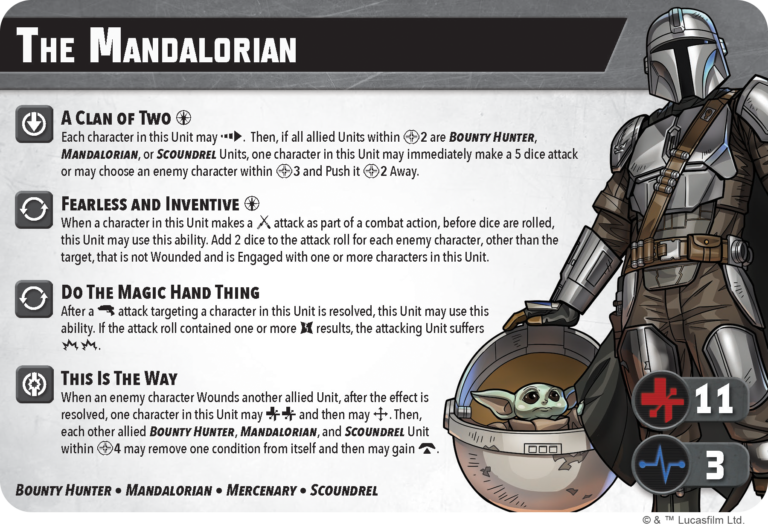 THE MANDALORIAN
A CLAN OF TWO
Each character in this Unit may . Then, if all allied Units within 2 are BOUNTY HUNTER,
MANDALORIAN, or SCOUNDREL Units, one character in this Unit may immediately make a 5 dice attack
or may choose an enemy character within 3 and Push it 2 Away.
FEARLESS AND INVENTIVE
When a character in this Unit makes a attack as part of a combat action, before dice are rolled,
this Unit may use this ability. Add 2 dice to the attack roll for each enemy character, other than the
target, that is not Wounded and is Engaged with one or more characters in this Unit.
DO THE MAGIC HAND THING
After a attack targeting a character in this Unit is resolved, this Unit may use this
ability. If the attack roll contained one or more results, the attacking Unit suffers
.
THIS IS THE WAY
When an enemy character Wounds another allied Unit, after the effect is
resolved, one character in this Unit may and then may . Then,
each other allied BOUNTY HUNTER, MANDALORIAN, and SCOUNDREL Unit
within 4 may remove one condition from itself and then may gain .
11
3
BOUNTY HUNTER • MANDALORIAN • MERCENARY • SCOUNDREL
© & ™ Lucasfilm Ltd.